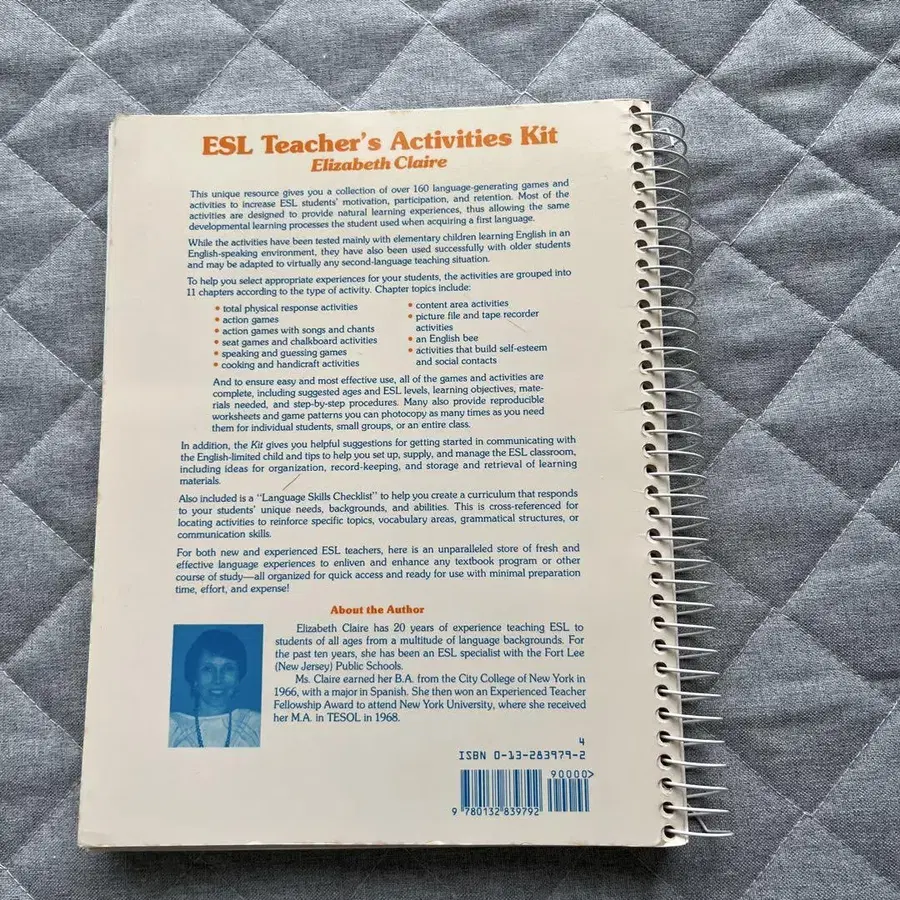 ESL Teacher's Activities Kit
Elizabeth Claire
This unique resource gives you a collection of over 160 language-generating games and
activities to increase ESL students' motivation, participation, and retention. Most of the
activities are designed to provide natural learning experiences, thus allowing the same
developmental learning processes the student used when acquiring a first language.
While the activities have been tested mainly with elementary children learning English in an
English-speaking environment, they have also been used successfully with older students
and may be adapted to virtually any second-language teaching situation.
To help you select appropriate experiences for your students, the activities are grouped into
11 chapters according to the type of activity. Chapter topics include:
• total physical response activities
• action games
• action games with songs and chants
• seat games and chalkboard activities
• speaking and guessing games
• cooking and handicraft activities
• content area activities
• picture file and tape recorder
activities
• an English bee
• activities that build self-esteem
and social contacts
And to ensure easy and most effective use, all of the games and activities are
complete, including suggested ages and ESL levels, learning objectives, mate-
rials needed, and step-by-step procedures. Many also provide reproducible
worksheets and game patterns you can photocopy as many times as you need
them for individual students, small groups, or an entire class.
In addition, the Kit gives you helpful suggestions for getting started in communicating with
the English-limited child and tips to help you set up, supply, and manage the ESL classroom,
including ideas for organization, record-keeping, and storage and retrieval of learning
materials.
Also included is a "Language Skills Checklist" to help you create a curriculum that responds
to your students' unique needs, backgrounds, and abilities. This is cross-referenced for
locating activities to reinforce specific topics, vocabulary areas, grammatical structures, or
communication skills.
For both new and experienced ESL teachers, here is an unparalleled store of fresh and
effective language experiences to enliven and enhance any textbook program or other
course of study—all organized for quick access and ready for use with minimal preparation
time, effort, and expense!
About the Author
Elizabeth Claire has 20 years of experience teaching ESL to
students of all ages from a multitude of language backgrounds. For
the past ten years, she has been an ESL specialist with the Fort Lee
(New Jersey) Public Schools.
Ms. Claire earned her B.A. from the City College of New York in
1966, with a major in Spanish. She then won an Experienced Teacher
Fellowship Award to attend New York University, where she received
her M.A. in TESOL in 1968.
4
ISBN 0-13-283979-2
90000>
9 780132 839792